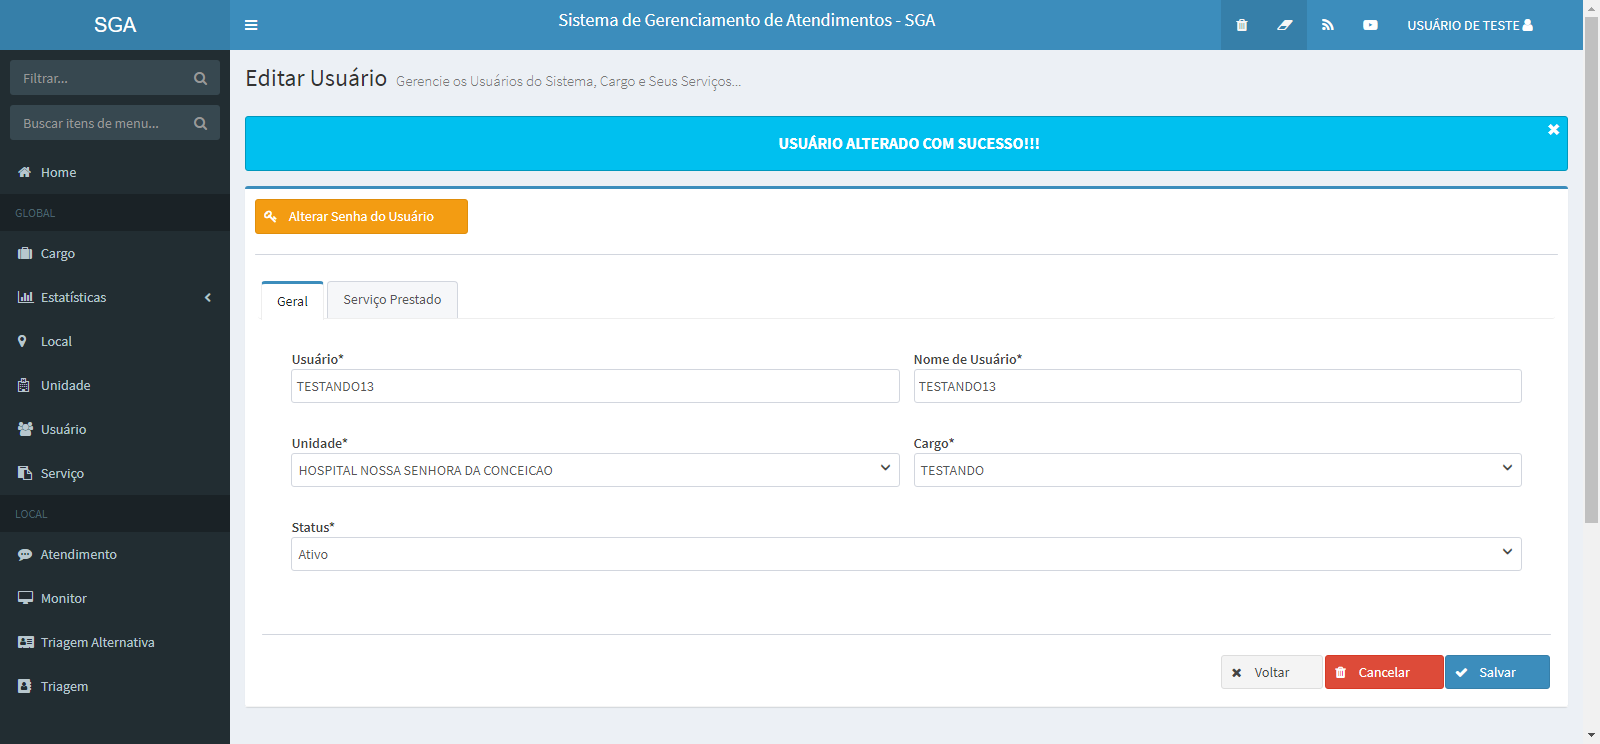 SGA
Sistema de Gerenciamento de Atendimentos - SGA
USUÁRIO DE TESTE
Filtrar...
Buscar itens de menu...
Home
GLOBAL
Cargo
Estatísticas
Local
Unidade
Usuário
Serviço
LOCAL
Atendimento
Monitor
Triagem Alternativa
Triagem
Editar Usuário Gerencie os Usuários do Sistema, Cargo e Seus Serviços...
USUÁRIO ALTERADO COM SUCESSO!!!
Alterar Senha do Usuário
Geral
Serviço Prestado
Usuário*
TESTANDO13
Nome de Usuário*
TESTANDO13
Unidade*
HOSPITAL NOSSA SENHORA DA CONCEICAO
Cargo*
TESTANDO
Status*
Ativo
Voltar
Cancelar
Salvar